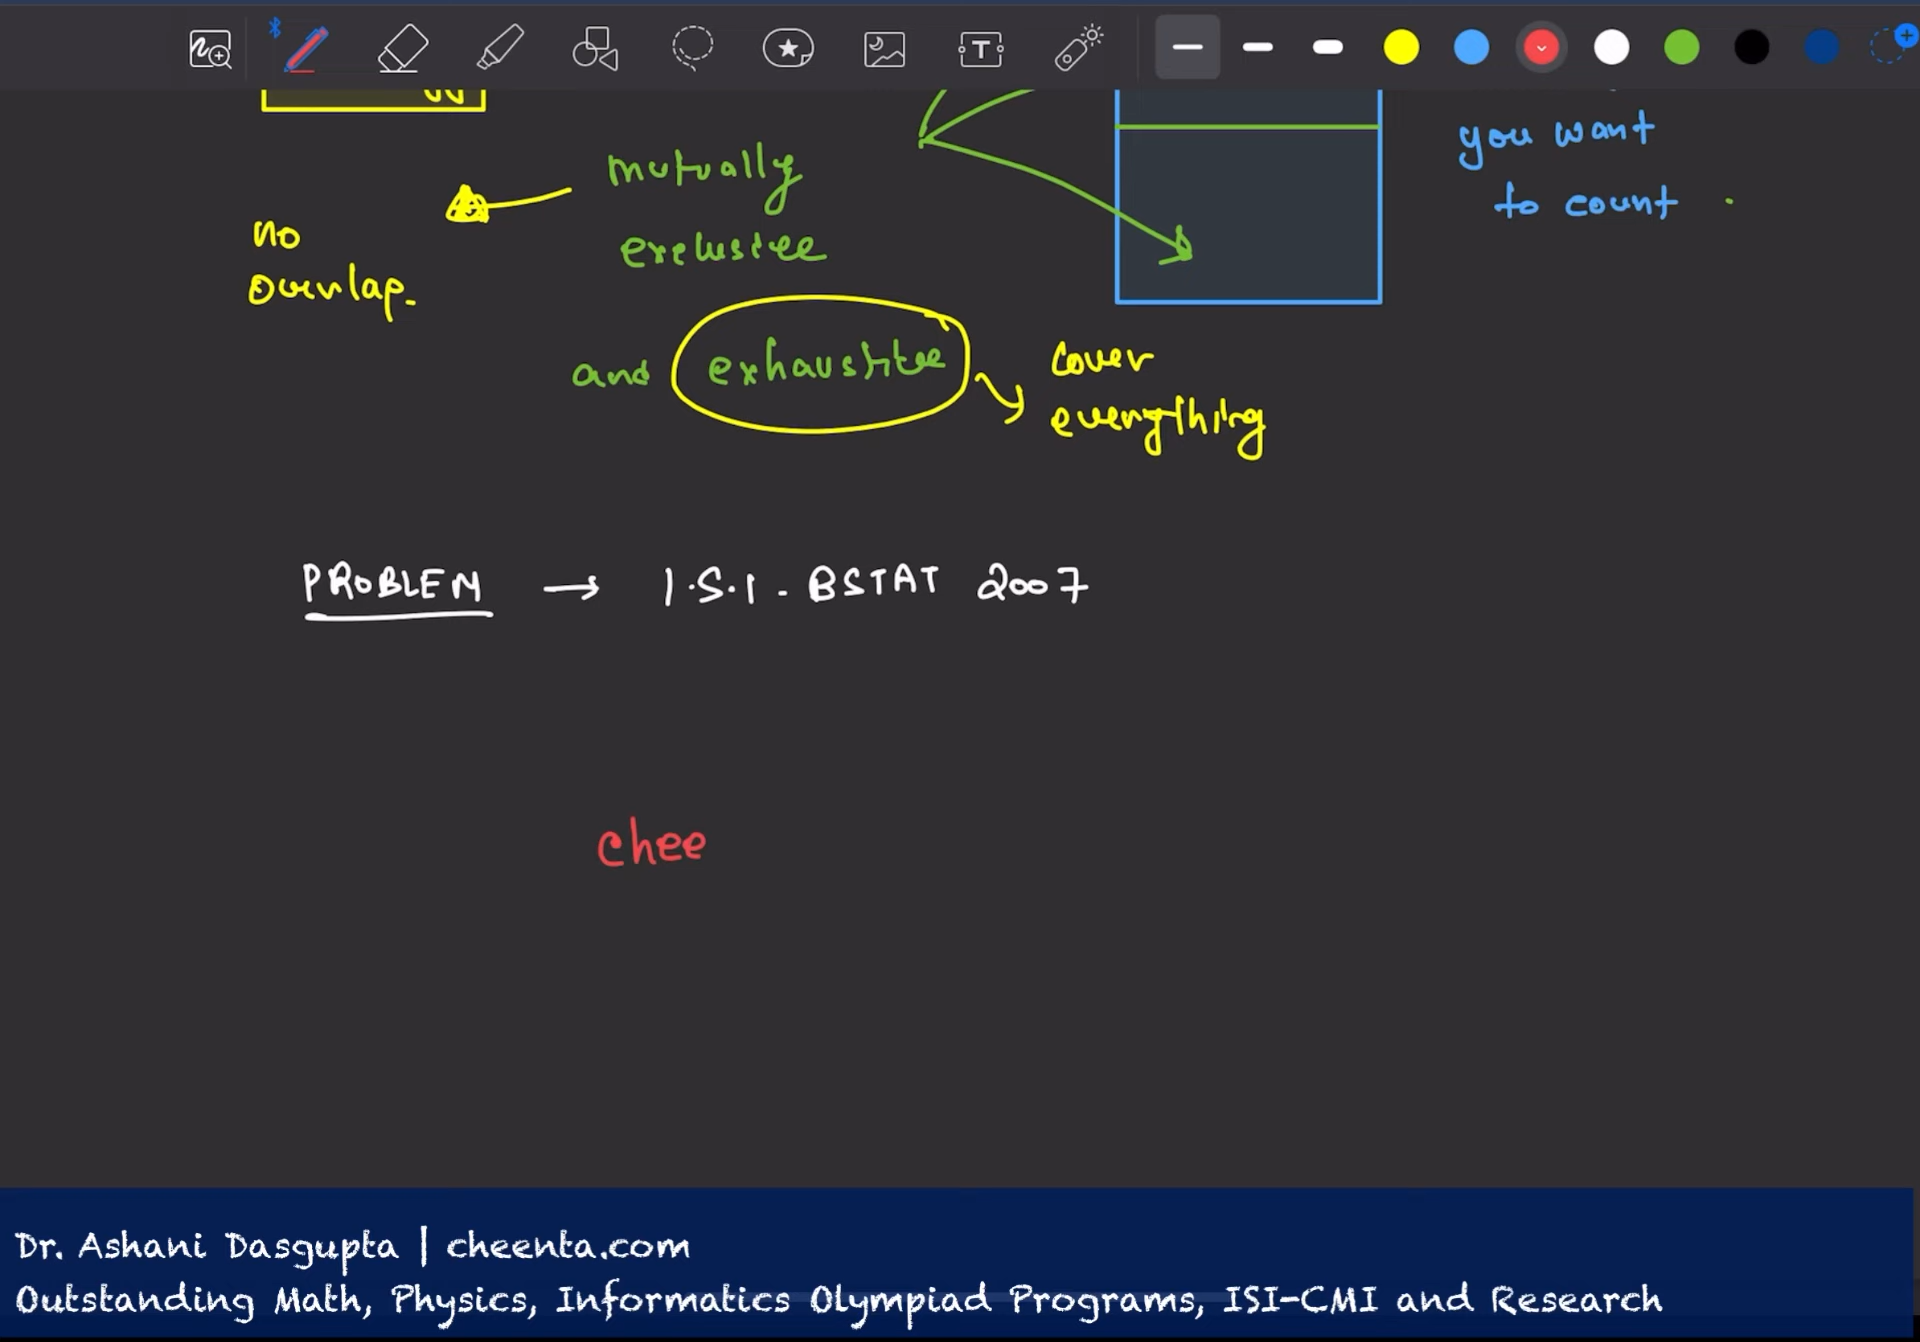 you want
to count .
mutually
exclusive
no
overlap.
and exhaustive
cover
everything
PROBLEM → I.S.I. BSTAT 2007
chee
Dr. Ashani Dasgupta | cheenta.com
Outstanding Math, Physics, Informatics Olympiad Programs, ISI-CMI and Research